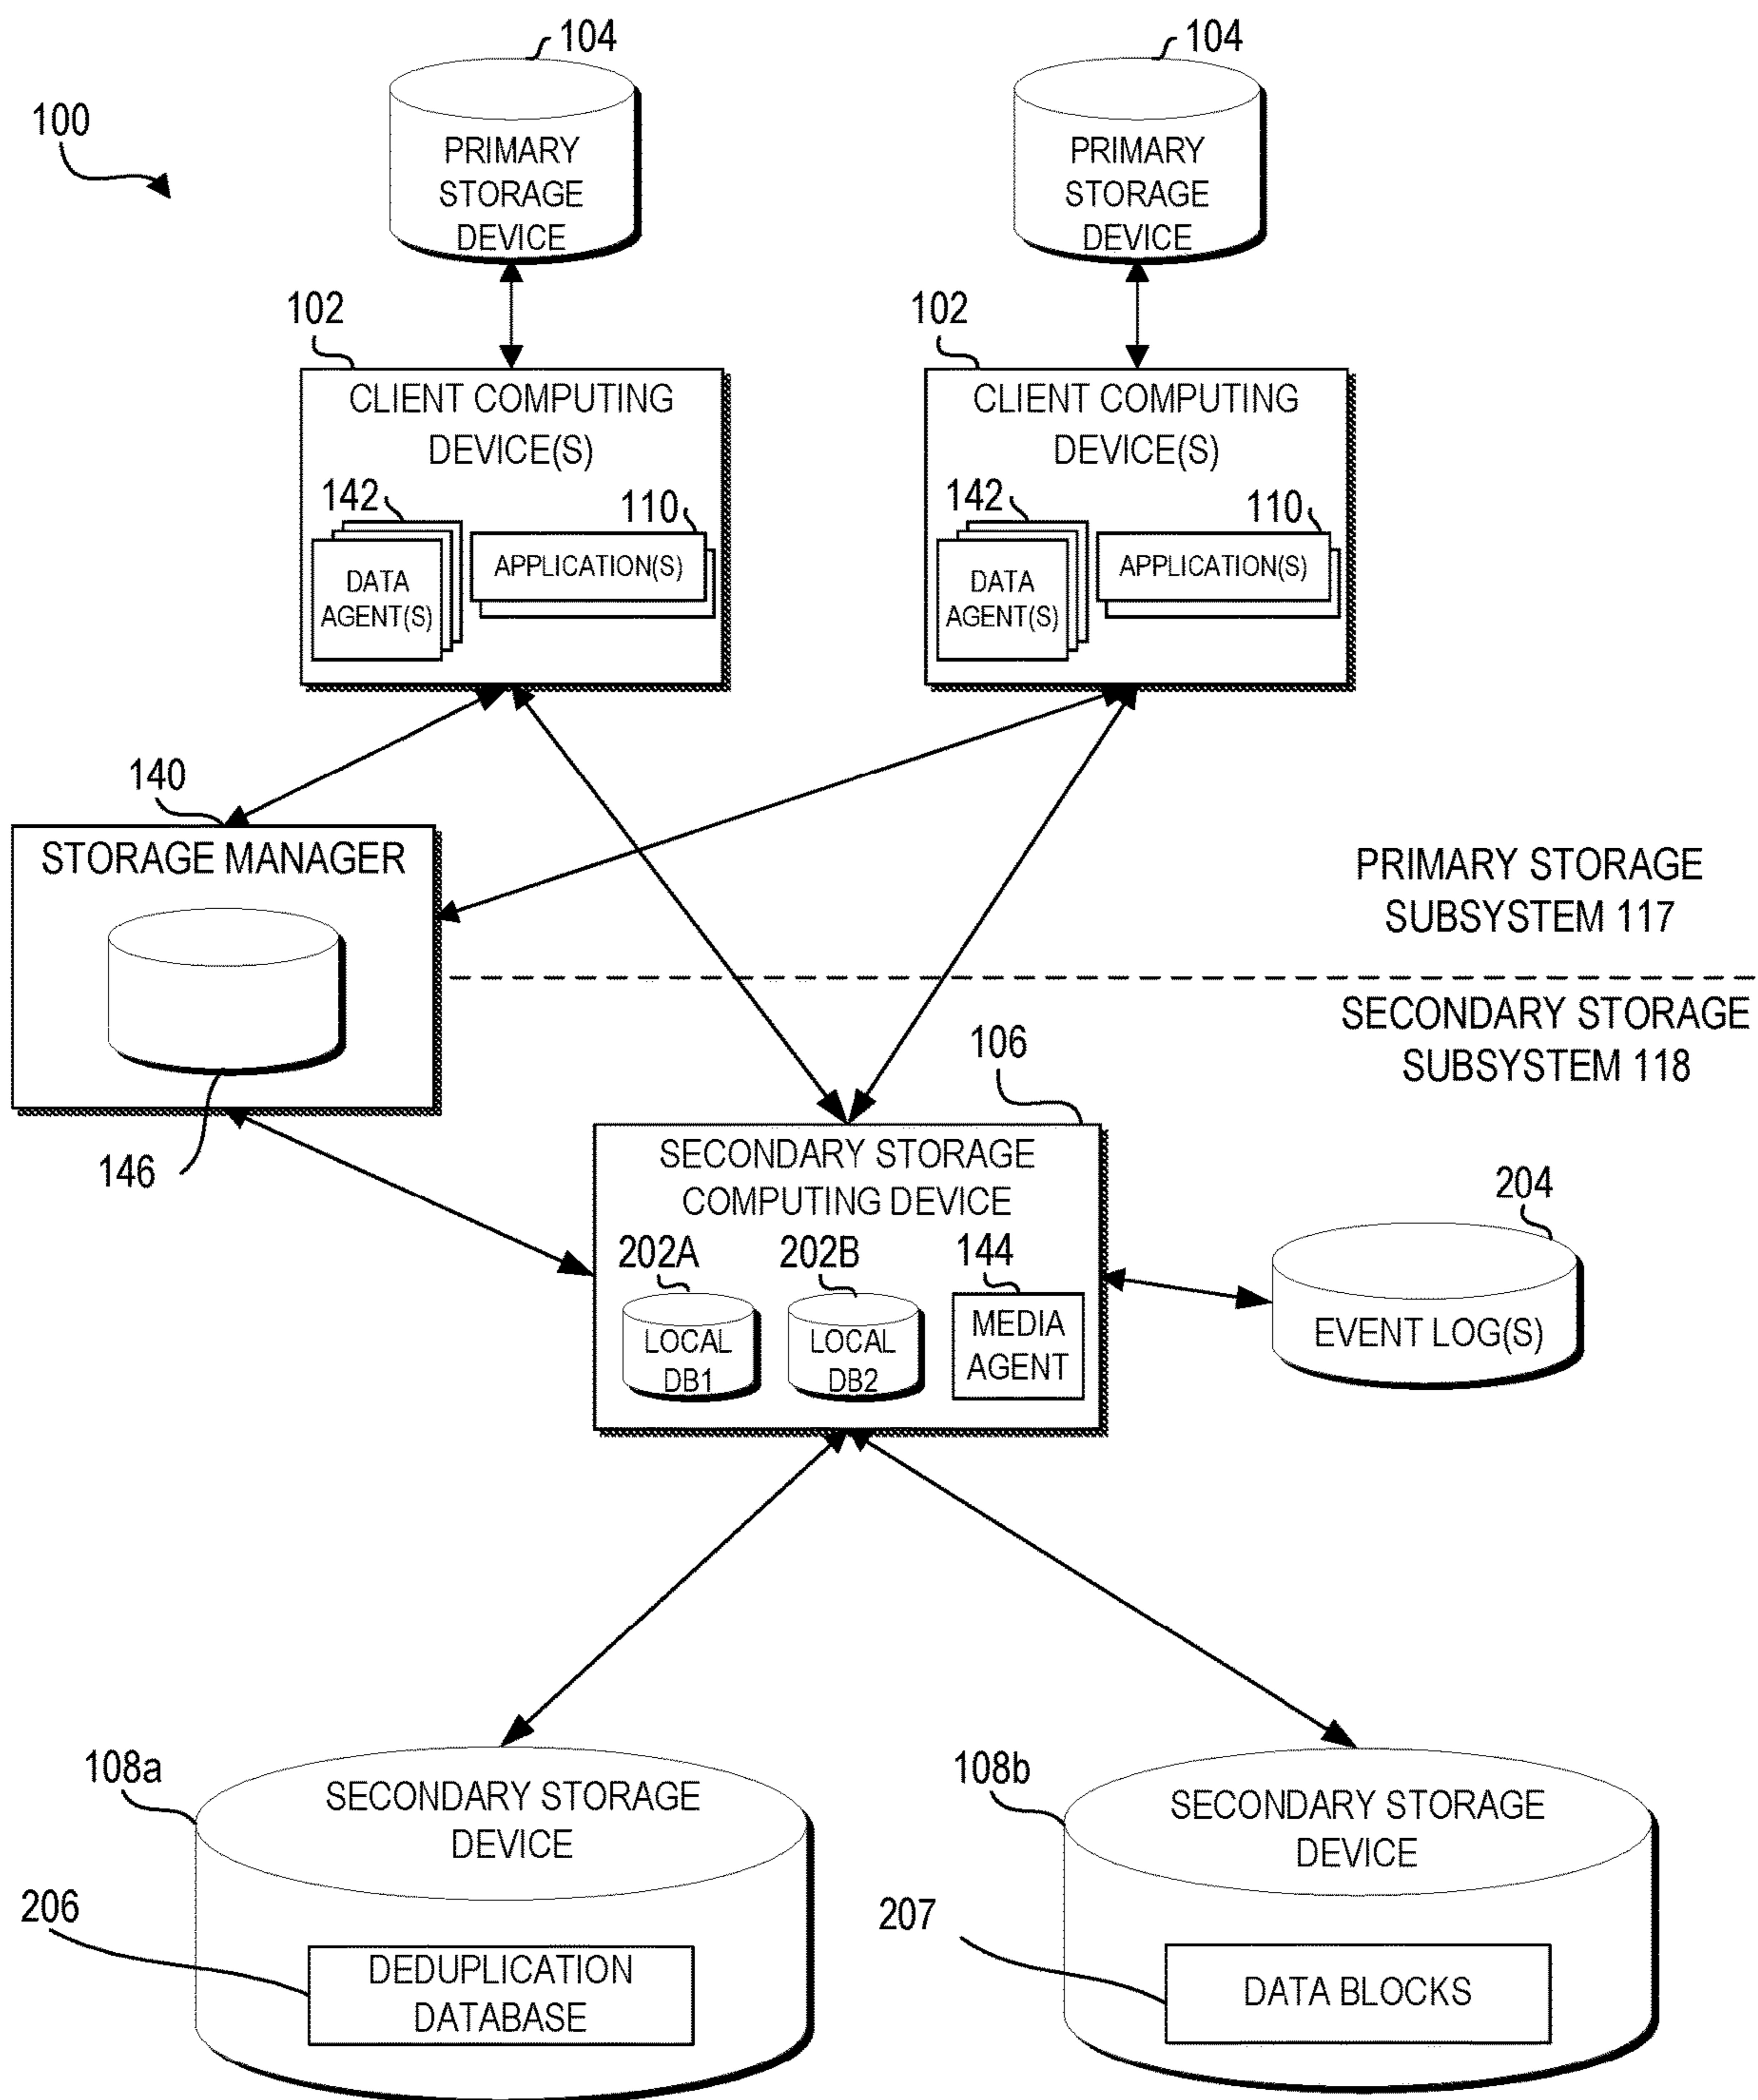 104
104
100
PRIMARY
STORAGE
DEVICE
PRIMARY
STORAGE
DEVICE
102
102
CLIENT COMPUTING
DEVICE(S)
CLIENT COMPUTING
DEVICE(S)
142
110
142
110
DATA
AGENT(S)
APPLICATION(S)
DATA
AGENT(S)
APPLICATION(S)
140
STORAGE MANAGER
PRIMARY STORAGE
SUBSYSTEM 117
SECONDARY STORAGE
SUBSYSTEM 118
146
106
SECONDARY STORAGE
COMPUTING DEVICE
202A
202B
144
LOCAL
DB1
LOCAL
DB2
MEDIA
AGENT
204
EVENT LOG(S)
108a
SECONDARY STORAGE
DEVICE
108b
SECONDARY STORAGE
DEVICE
206
DEDUPLICATION
DATABASE
207
DATA BLOCKS